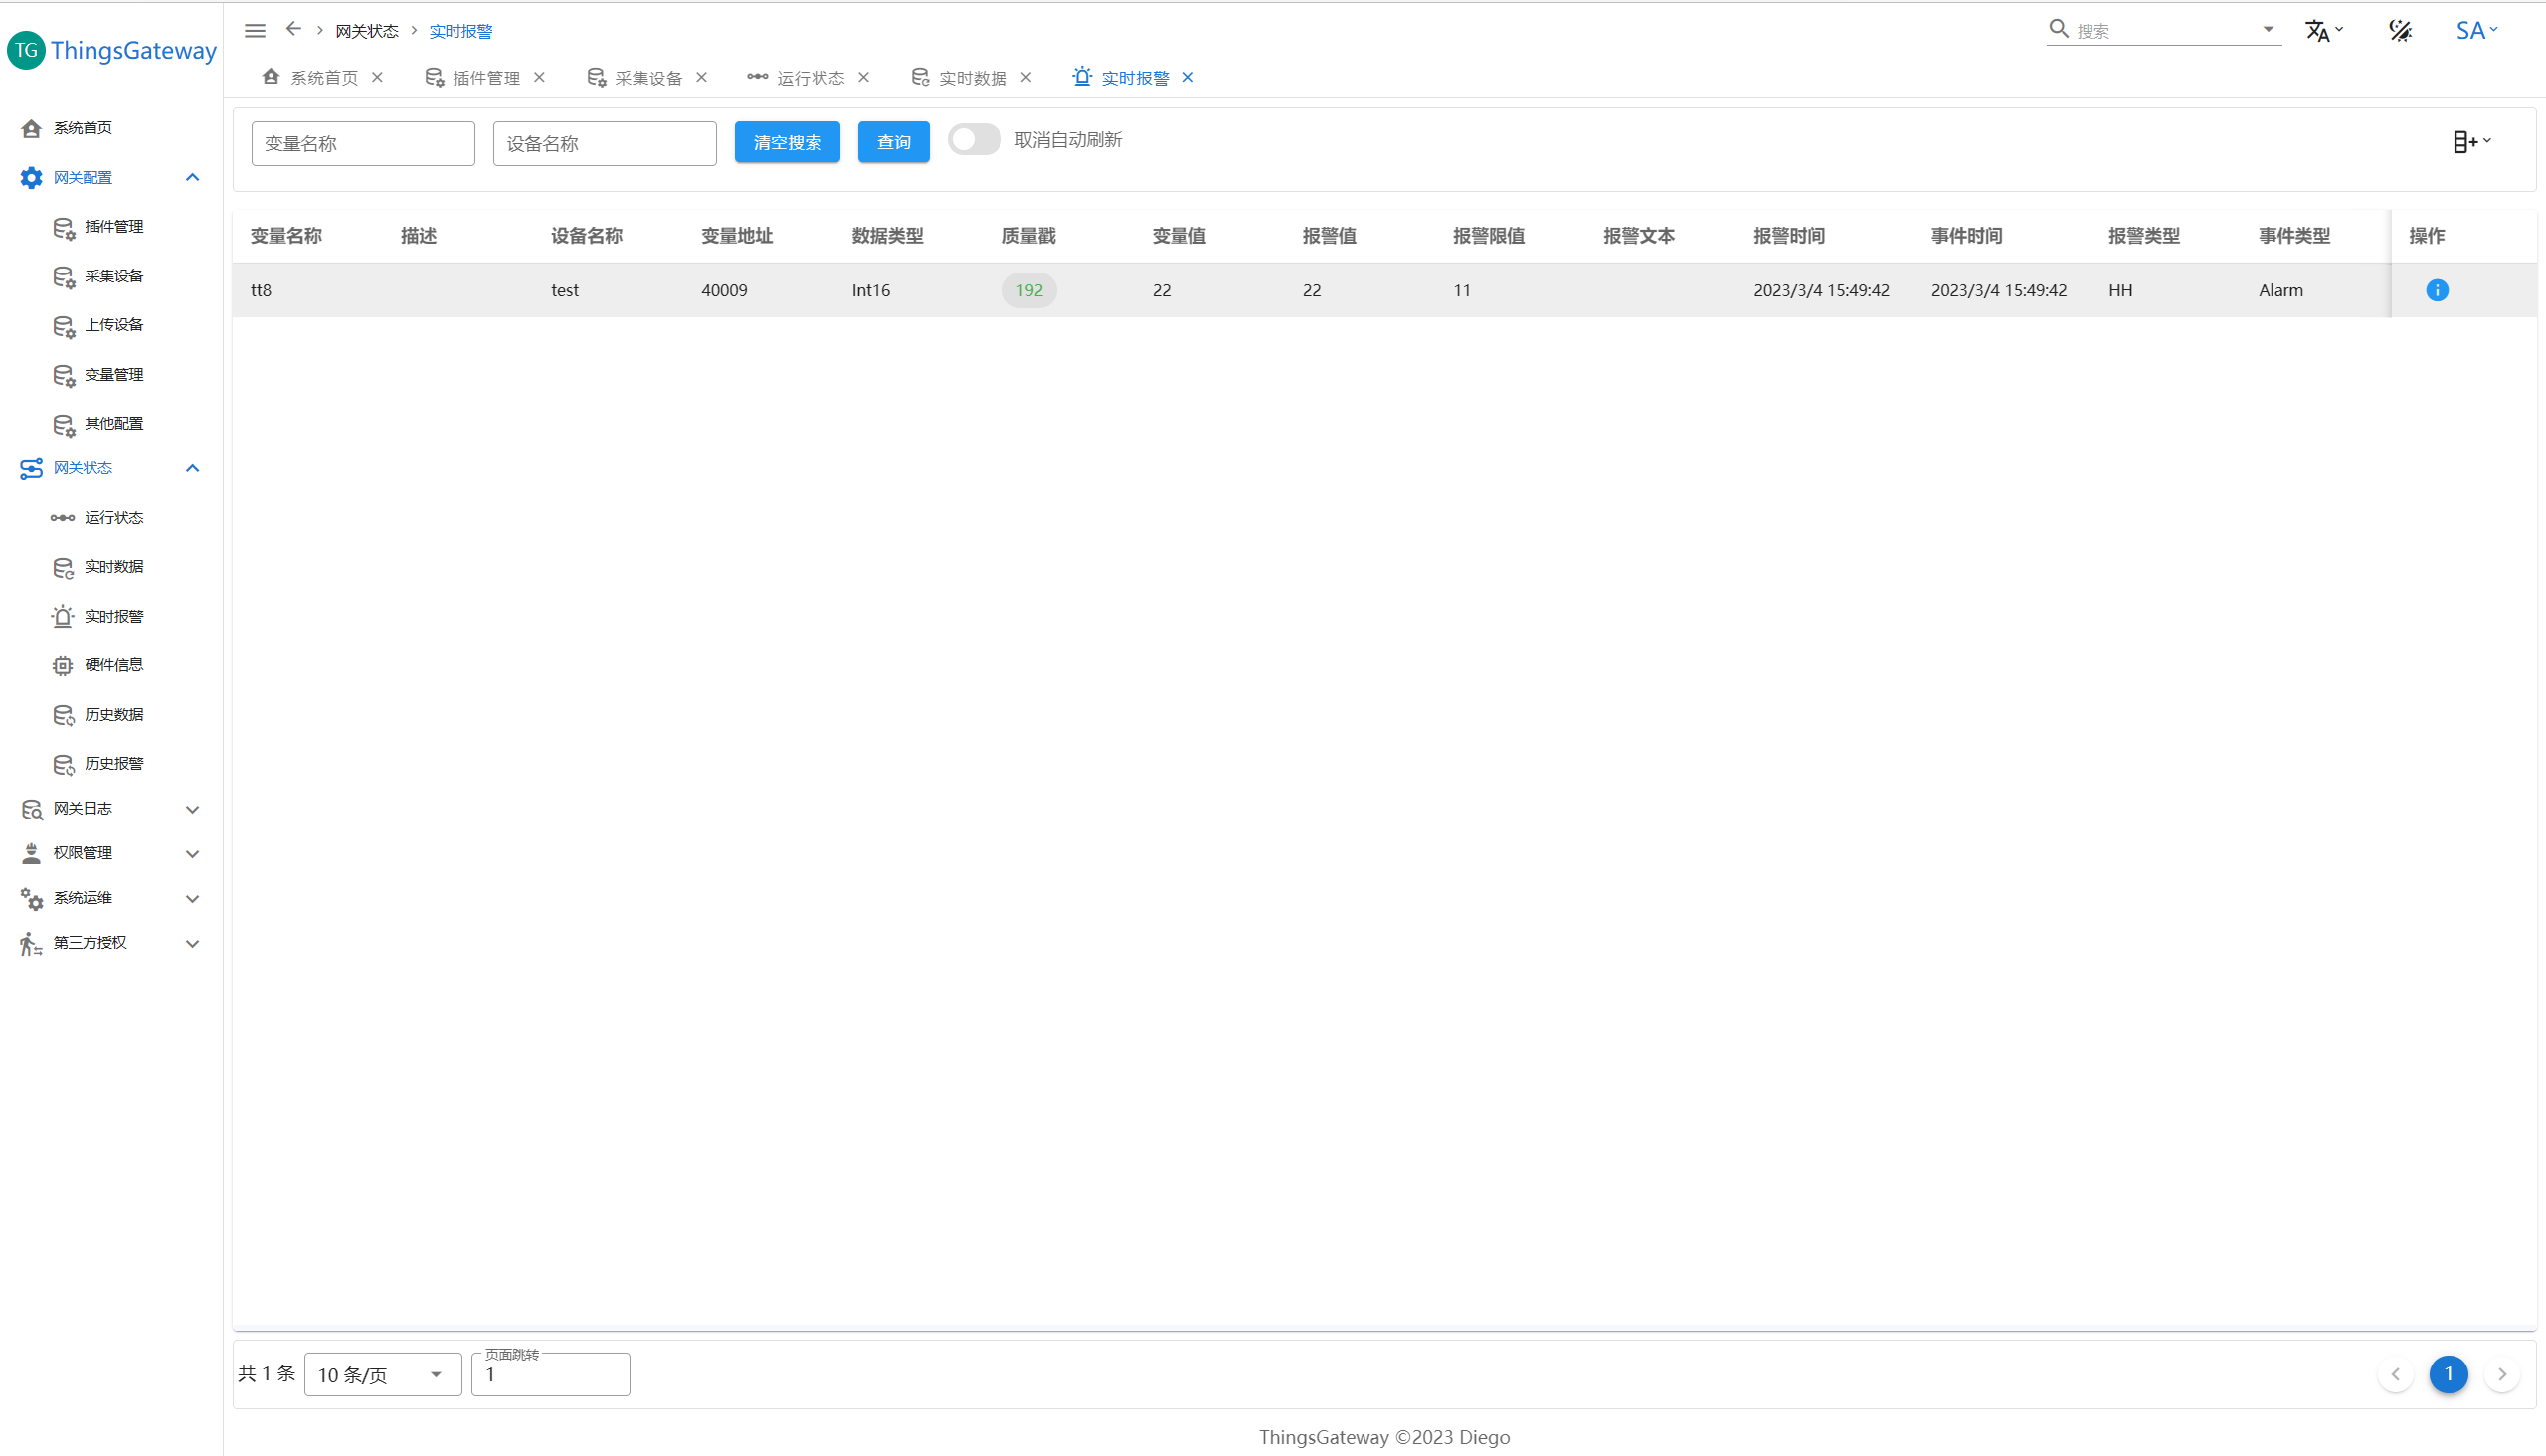 TG ThingsGateway
系统首页
网关配置
插件管理
采集设备
上传设备
变量管理
其他配置
网关状态
运行状态
实时数据
实时报警
硬件信息
历史数据
历史报警
网关日志
权限管理
系统运维
第三方授权
网关状态 实时报警
搜索
SA
系统首页 插件管理 采集设备 运行状态 实时数据 实时报警
变量名称 设备名称 清空搜索 查询 取消自动刷新
变量名称 描述 设备名称 变量地址 数据类型 质量戳 变量值 报警值 报警限值 报警文本 报警时间 事件时间 报警类型 事件类型 操作
tt8 test 40009 Int16 192 22 22 11 2023/3/4 15:49:42 2023/3/4 15:49:42 HH Alarm
页面跳转
共 1 条 10 条/页 1 1
ThingsGateway ©2023 Diego